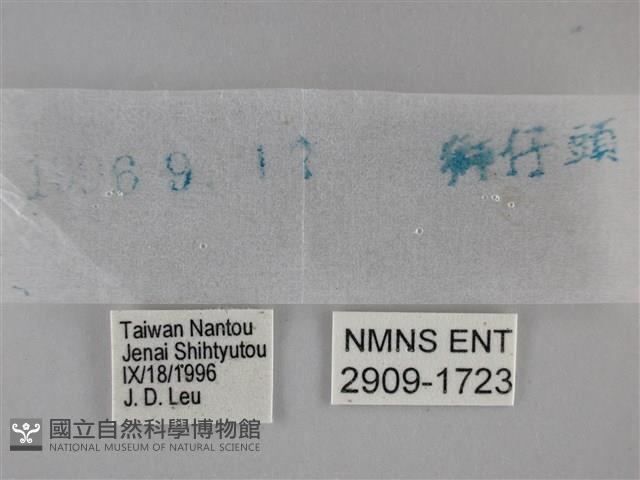 獅仔頭
Taiwan Nantou
Jenai Shihtyutou
IX/18/1996
J. D. Leu
NMNS ENT
2909-1723
國立自然科學博物館
NATIONAL MUSEUM OF NATURAL SCIENCE